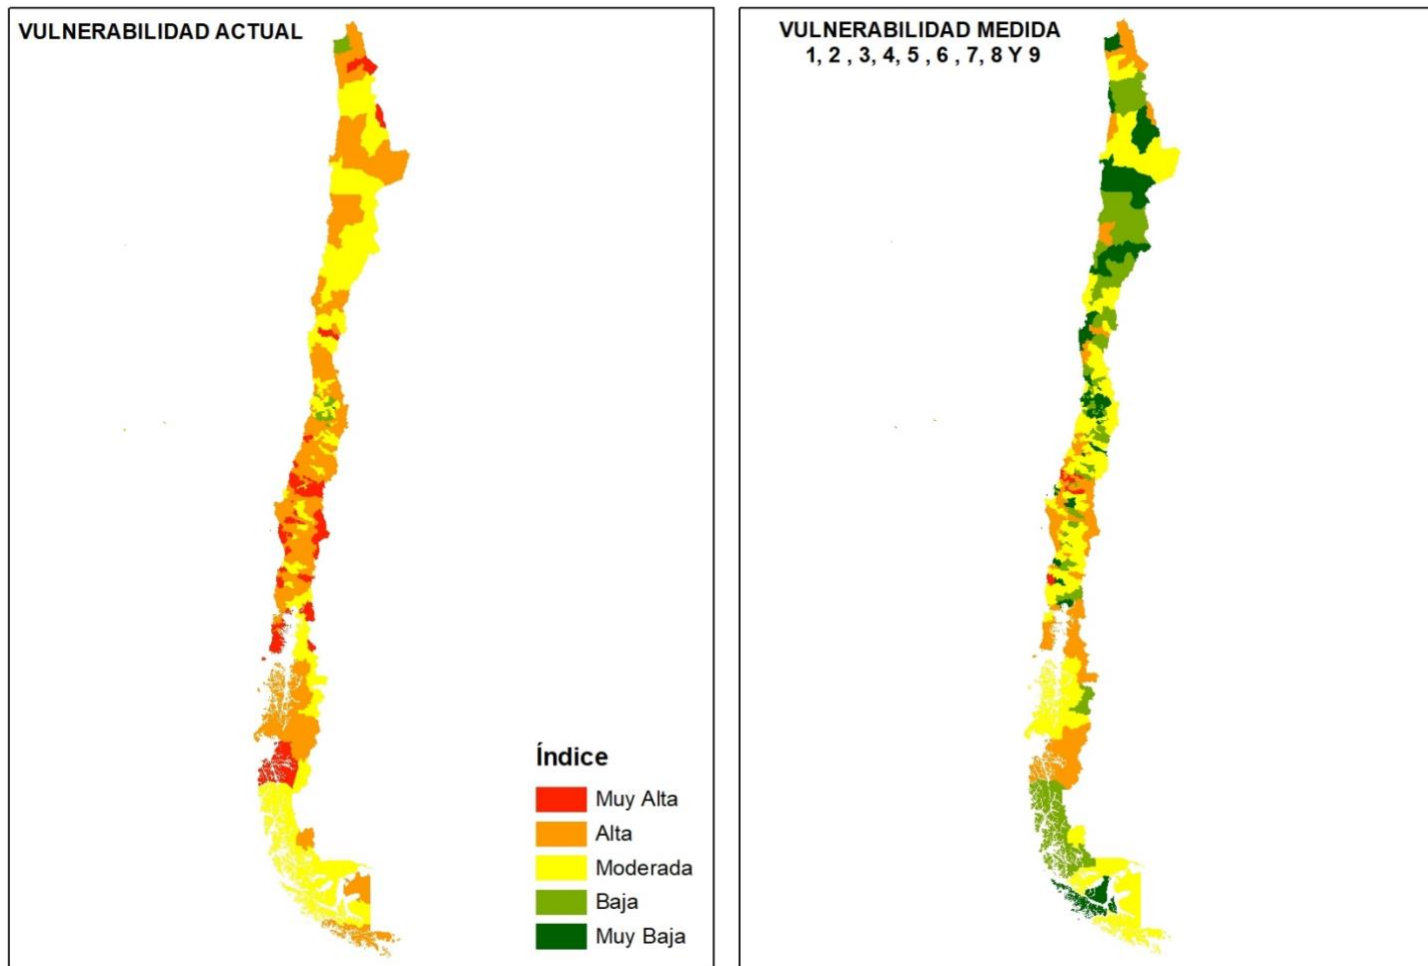 VULNERABILIDAD ACTUAL
VULNERABILIDAD MEDIDA
1, 2 , 3, 4, 5 , 6 , 7, 8 Y 9
Índice
Muy Alta
Alta
Moderada
Baja
Muy Baja